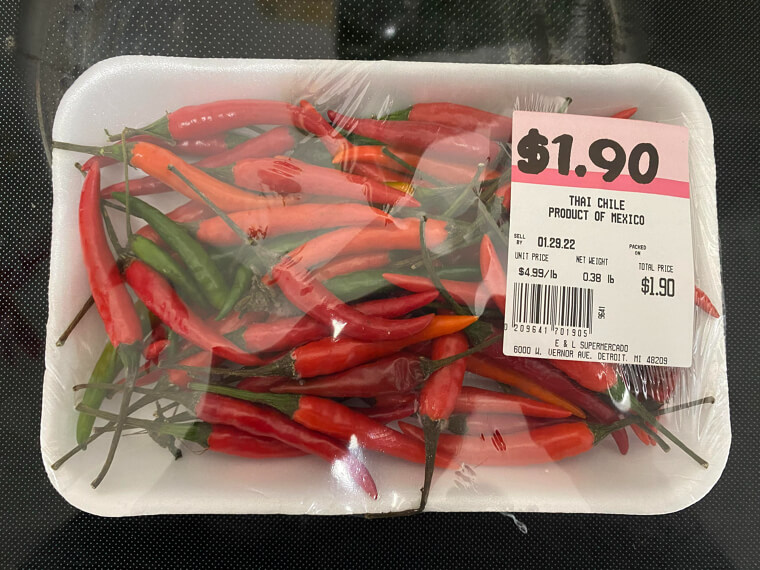 $1.90
THAI CHILE
PRODUCT OF MEXICO
SELL BY 01.29.22 PACKED ON
UNIT PRICE NET WEIGHT TOTAL PRICE
$4.99/lb 0.38 lb $1.90
0 209641 701905
E & L SUPERMERCADO
6000 W. VERNOR AVE. DETROIT. MI 48209